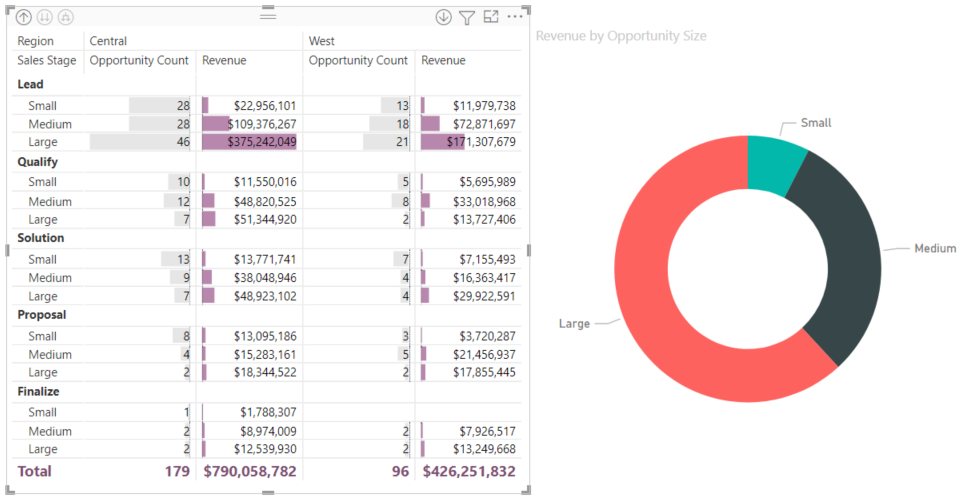 Region Central West
Sales Stage Opportunity Count Revenue Opportunity Count Revenue
Lead
Small 28 $22,956,101 13 $11,979,738
Medium 28 $109,376,267 18 $72,871,697
Large 46 $375,242,049 21 $171,307,679
Qualify
Small 10 $11,550,016 5 $5,695,989
Medium 12 $48,820,525 8 $33,018,968
Large 7 $51,344,920 2 $13,727,406
Solution
Small 13 $13,771,741 7 $7,155,493
Medium 9 $38,048,946 4 $16,363,417
Large 7 $48,923,102 4 $29,922,591
Proposal
Small 8 $13,095,186 3 $3,720,287
Medium 4 $15,283,161 5 $21,456,937
Large 2 $18,344,522 2 $17,855,445
Finalize
Small 1 $1,788,307
Medium 2 $8,974,009 2 $7,926,517
Large 2 $12,539,930 2 $13,249,668
Total 179 $790,058,782 96 $426,251,832
Revenue by Opportunity Size
Small
Medium
Large